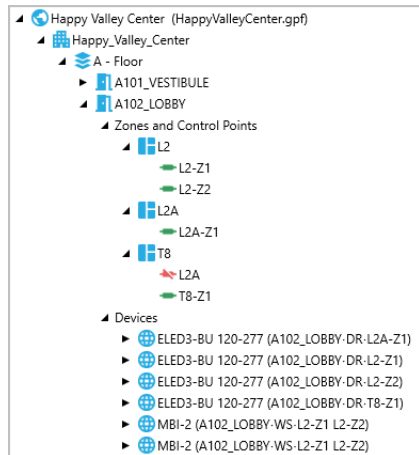 Happy Valley Center (HappyValleyCenter.gpf)
Happy_Valley_Center
A - Floor
A101_VESTIBULE
A102_LOBBY
Zones and Control Points
L2
L2-Z1
L2-Z2
L2A
L2A-Z1
T8
L2A
T8-Z1
Devices
ELED3-BU 120-277 (A102_LOBBY·DR·L2A-Z1)
ELED3-BU 120-277 (A102_LOBBY·DR·L2-Z1)
ELED3-BU 120-277 (A102_LOBBY·DR·L2-Z2)
ELED3-BU 120-277 (A102_LOBBY·DR·T8-Z1)
MBI-2 (A102_LOBBY·WS·L2-Z1 L2-Z2)
MBI-2 (A102_LOBBY·WS·L2-Z1 L2-Z2)